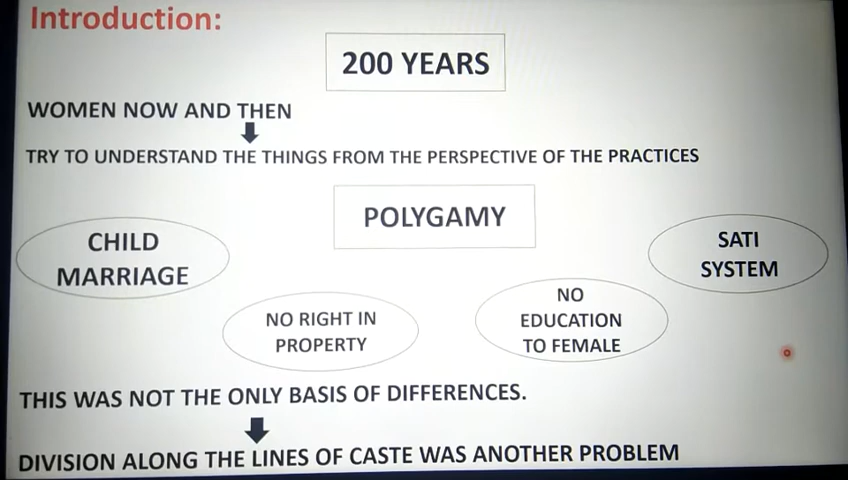 Introduction:
200 YEARS
WOMEN NOW AND THEN
TRY TO UNDERSTAND THE THINGS FROM THE PERSPECTIVE OF THE PRACTICES
POLYGAMY
CHILD
MARRIAGE
SATI
SYSTEM
NO RIGHT IN
PROPERTY
NO
EDUCATION
TO FEMALE
THIS WAS NOT THE ONLY BASIS OF DIFFERENCES.
DIVISION ALONG THE LINES OF CASTE WAS ANOTHER PROBLEM